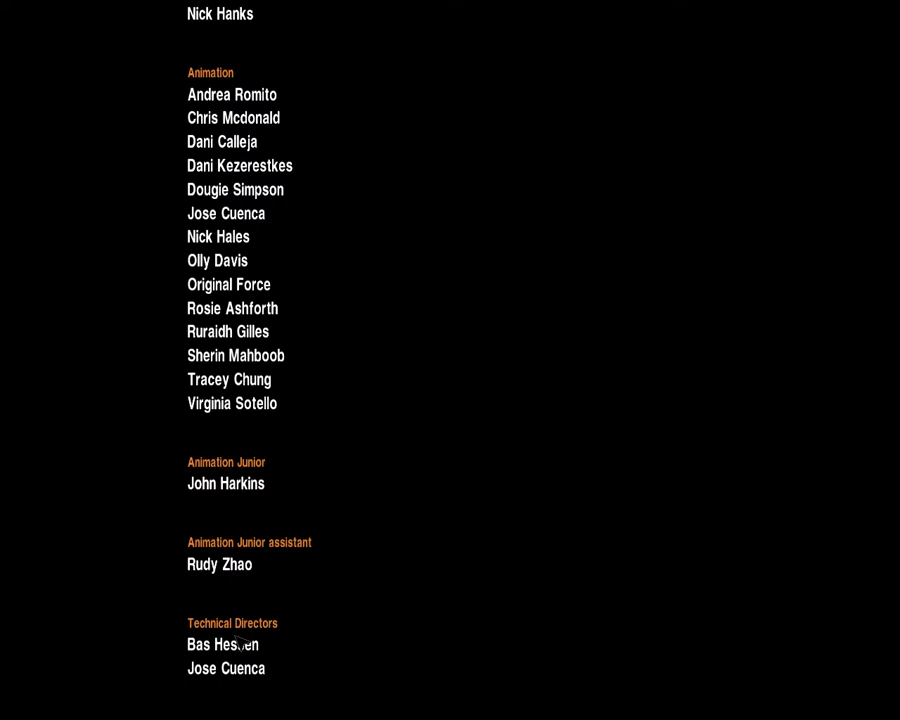 Nick Hanks
Animation
Andrea Romito
Chris Mcdonald
Dani Calleja
Dani Kezerestkes
Dougie Simpson
Jose Cuenca
Nick Hales
Olly Davis
Original Force
Rosie Ashforth
Ruraidh Gilles
Sherin Mahboob
Tracey Chung
Virginia Sotello
Animation Junior
John Harkins
Animation Junior assistant
Rudy Zhao
Technical Directors
Bas
Jose Cuenca